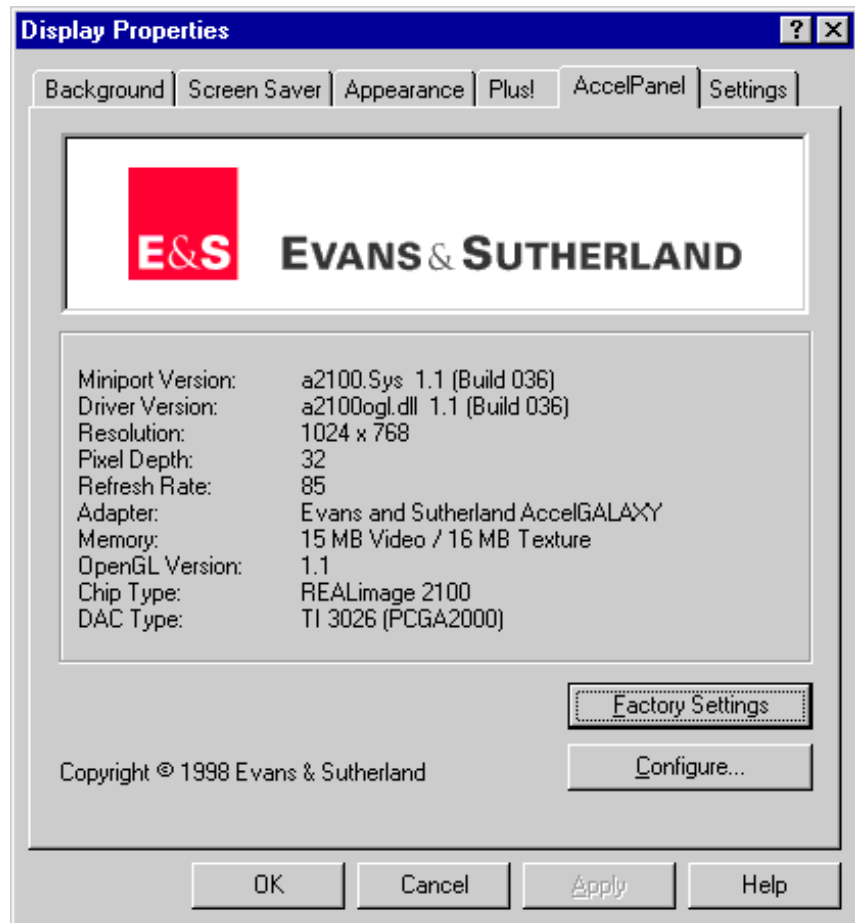 Display Properties
? X
Background Screen Saver Appearance Plus! AccelPanel Settings
E&S EVANS & SUTHERLAND
Miniport Version: a2100.Sys 1.1 (Build 036)
Driver Version: a2100ogl.dll 1.1 (Build 036)
Resolution: 1024 x 768
Pixel Depth: 32
Refresh Rate: 85
Adapter: Evans and Sutherland AccelGALAXY
Memory: 15 MB Video / 16 MB Texture
OpenGL Version: 1.1
Chip Type: REALimage 2100
DAC Type: TI 3026 (PCGA2000)
Factory Settings
Copyright © 1998 Evans & Sutherland
Configure...
OK Cancel Apply Help